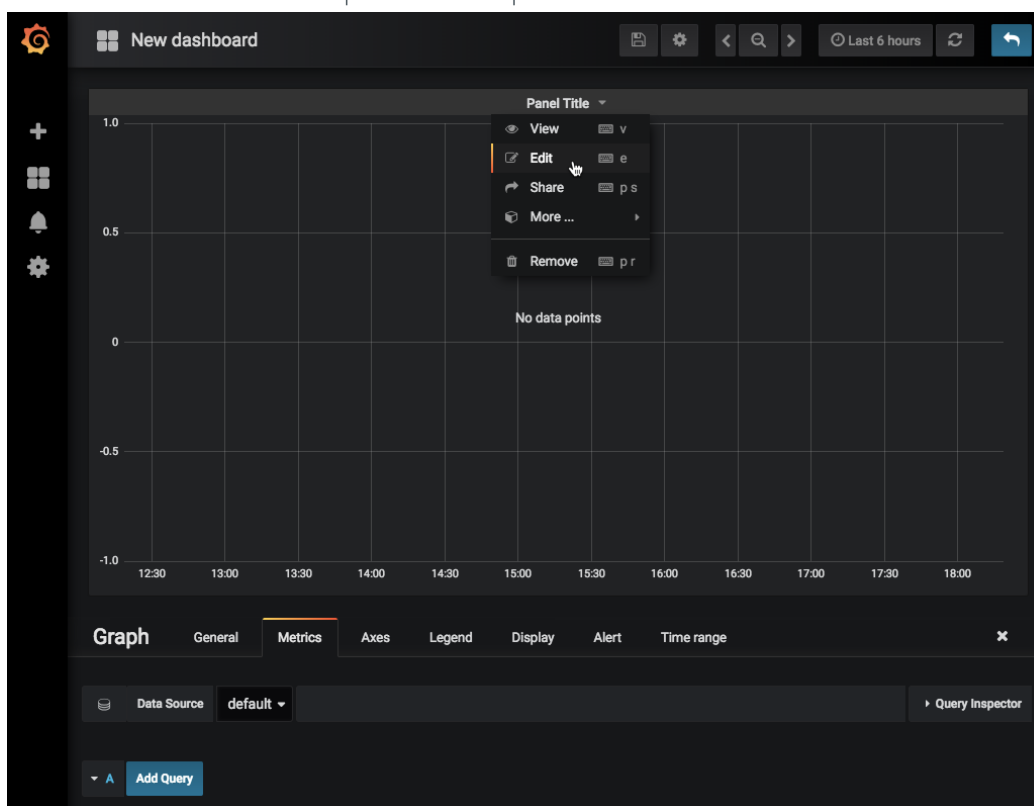 New dashboard
Last 6 hours
Panel Title
View v
Edit e
Share p s
More ...
Remove p r
1.0
0.5
No data points
0
-0.5
-1.0
12:30 13:00 13:30 14:00 14:30 15:00 15:30 16:00 16:30 17:00 17:30 18:00
Graph General Metrics Axes Legend Display Alert Time range
Data Source default Query Inspector
A Add Query